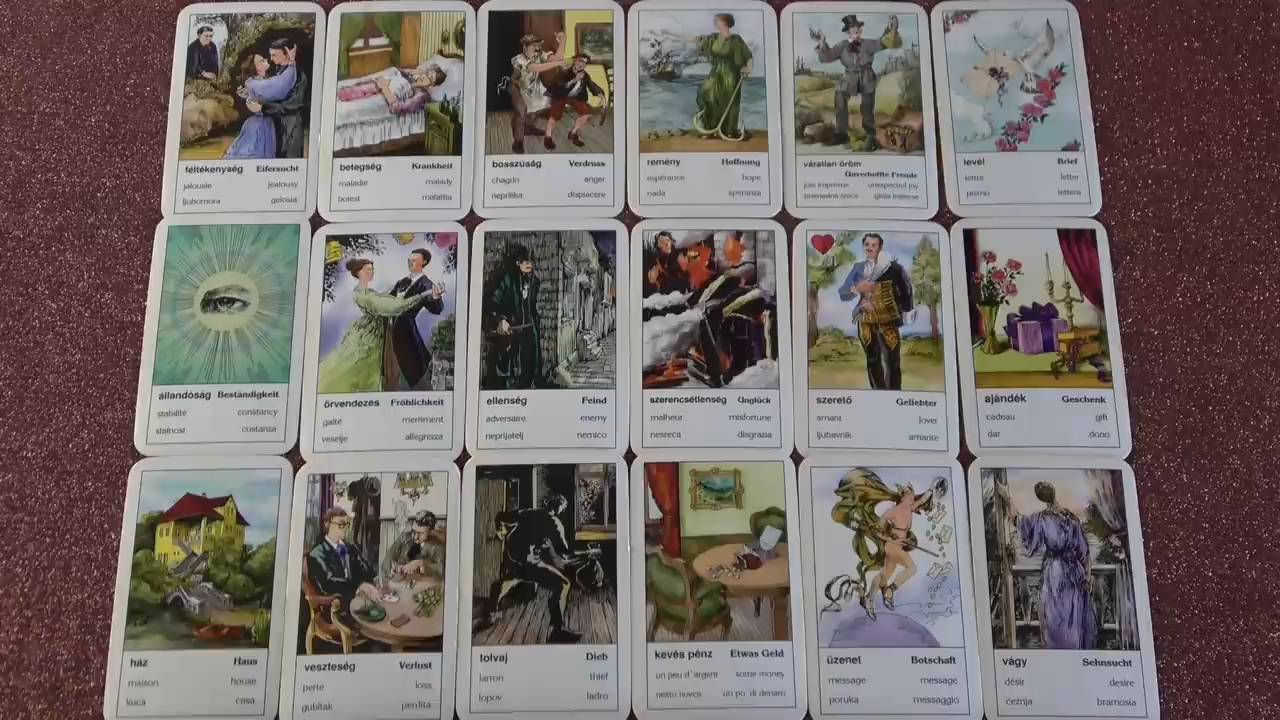 féltékenység Eifersucht
jalousie jealousy
ljubomora gelosia
betegség Krankheit
maladie malady
bolest malattia
bosszúság Verdruss
chagrin anger
neprilika dispiacere
remény Hoffnung
espérance hope
nada speranza
váratlan öröm
Unverhoffte Freude
joie imprevue unexpected joy
levél Brief
lettre letter
pismo lettera
állandóság Beständigkeit
stabilité constancy
stalnost costanza
örvendezés Fröhlichkeit
gaîté merriment
veselje allegrezza
ellenség Feind
adversaire enemy
neprijatelj nemico
szerencsétlenség Unglück
malheur misfortune
nesreca disgrazia
szerető Geliebter
amant lover
ljubavnik amante
ajándék Geschenk
cadeau gift
dar dono
ház Haus
maison house
kuca casa
veszteség Verlust
perte loss
gubitak perdita
tolvaj Dieb
larron thief
lopov ladro
kevés pénz Etwas Geld
un peu d'argent some money
nesto novca un po' di denaro
üzenet Botschaft
message message
poruka messaggio
vágy Sehnsucht
désir desire
čežnja bramosia